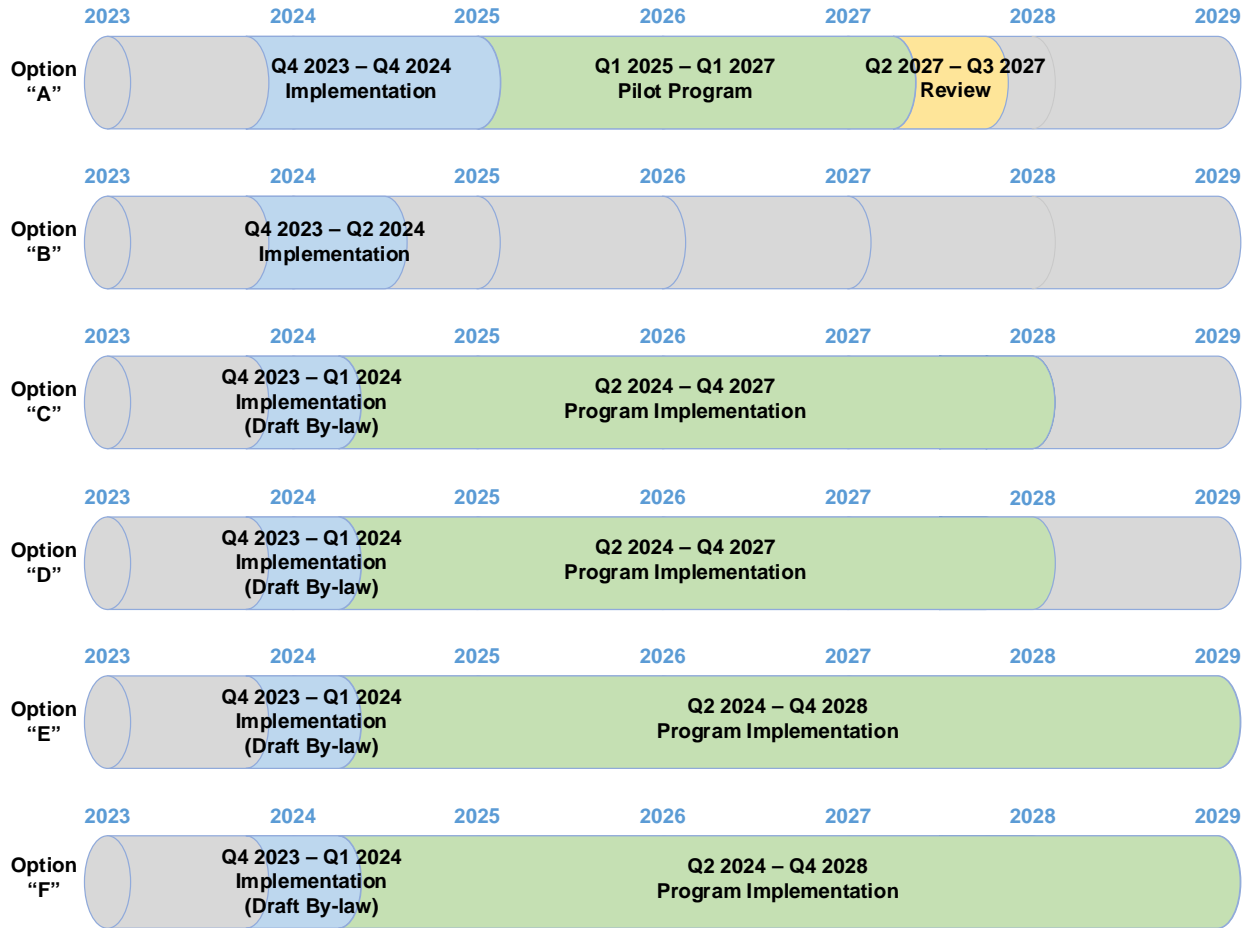 2023 2024 2025 2026 2027 2028 2029
Option
“A”
Q4 2023 – Q4 2024
Implementation
Q1 2025 – Q1 2027
Pilot Program
Q2 2027 – Q3 2027
Review
2023 2024 2025 2026 2027 2028 2029
Option
“B”
Q4 2023 – Q2 2024
Implementation
2023 2024 2025 2026 2027 2028 2029
Option
“C”
Q4 2023 – Q1 2024
Implementation
(Draft By-law)
Q2 2024 – Q4 2027
Program Implementation
2023 2024 2025 2026 2027 2028 2029
Option
“D”
Q4 2023 – Q1 2024
Implementation
(Draft By-law)
Q2 2024 – Q4 2027
Program Implementation
2023 2024 2025 2026 2027 2028 2029
Option
“E”
Q4 2023 – Q1 2024
Implementation
(Draft By-law)
Q2 2024 – Q4 2028
Program Implementation
2023 2024 2025 2026 2027 2028 2029
Option
“F”
Q4 2023 – Q1 2024
Implementation
(Draft By-law)
Q2 2024 – Q4 2028
Program Implementation